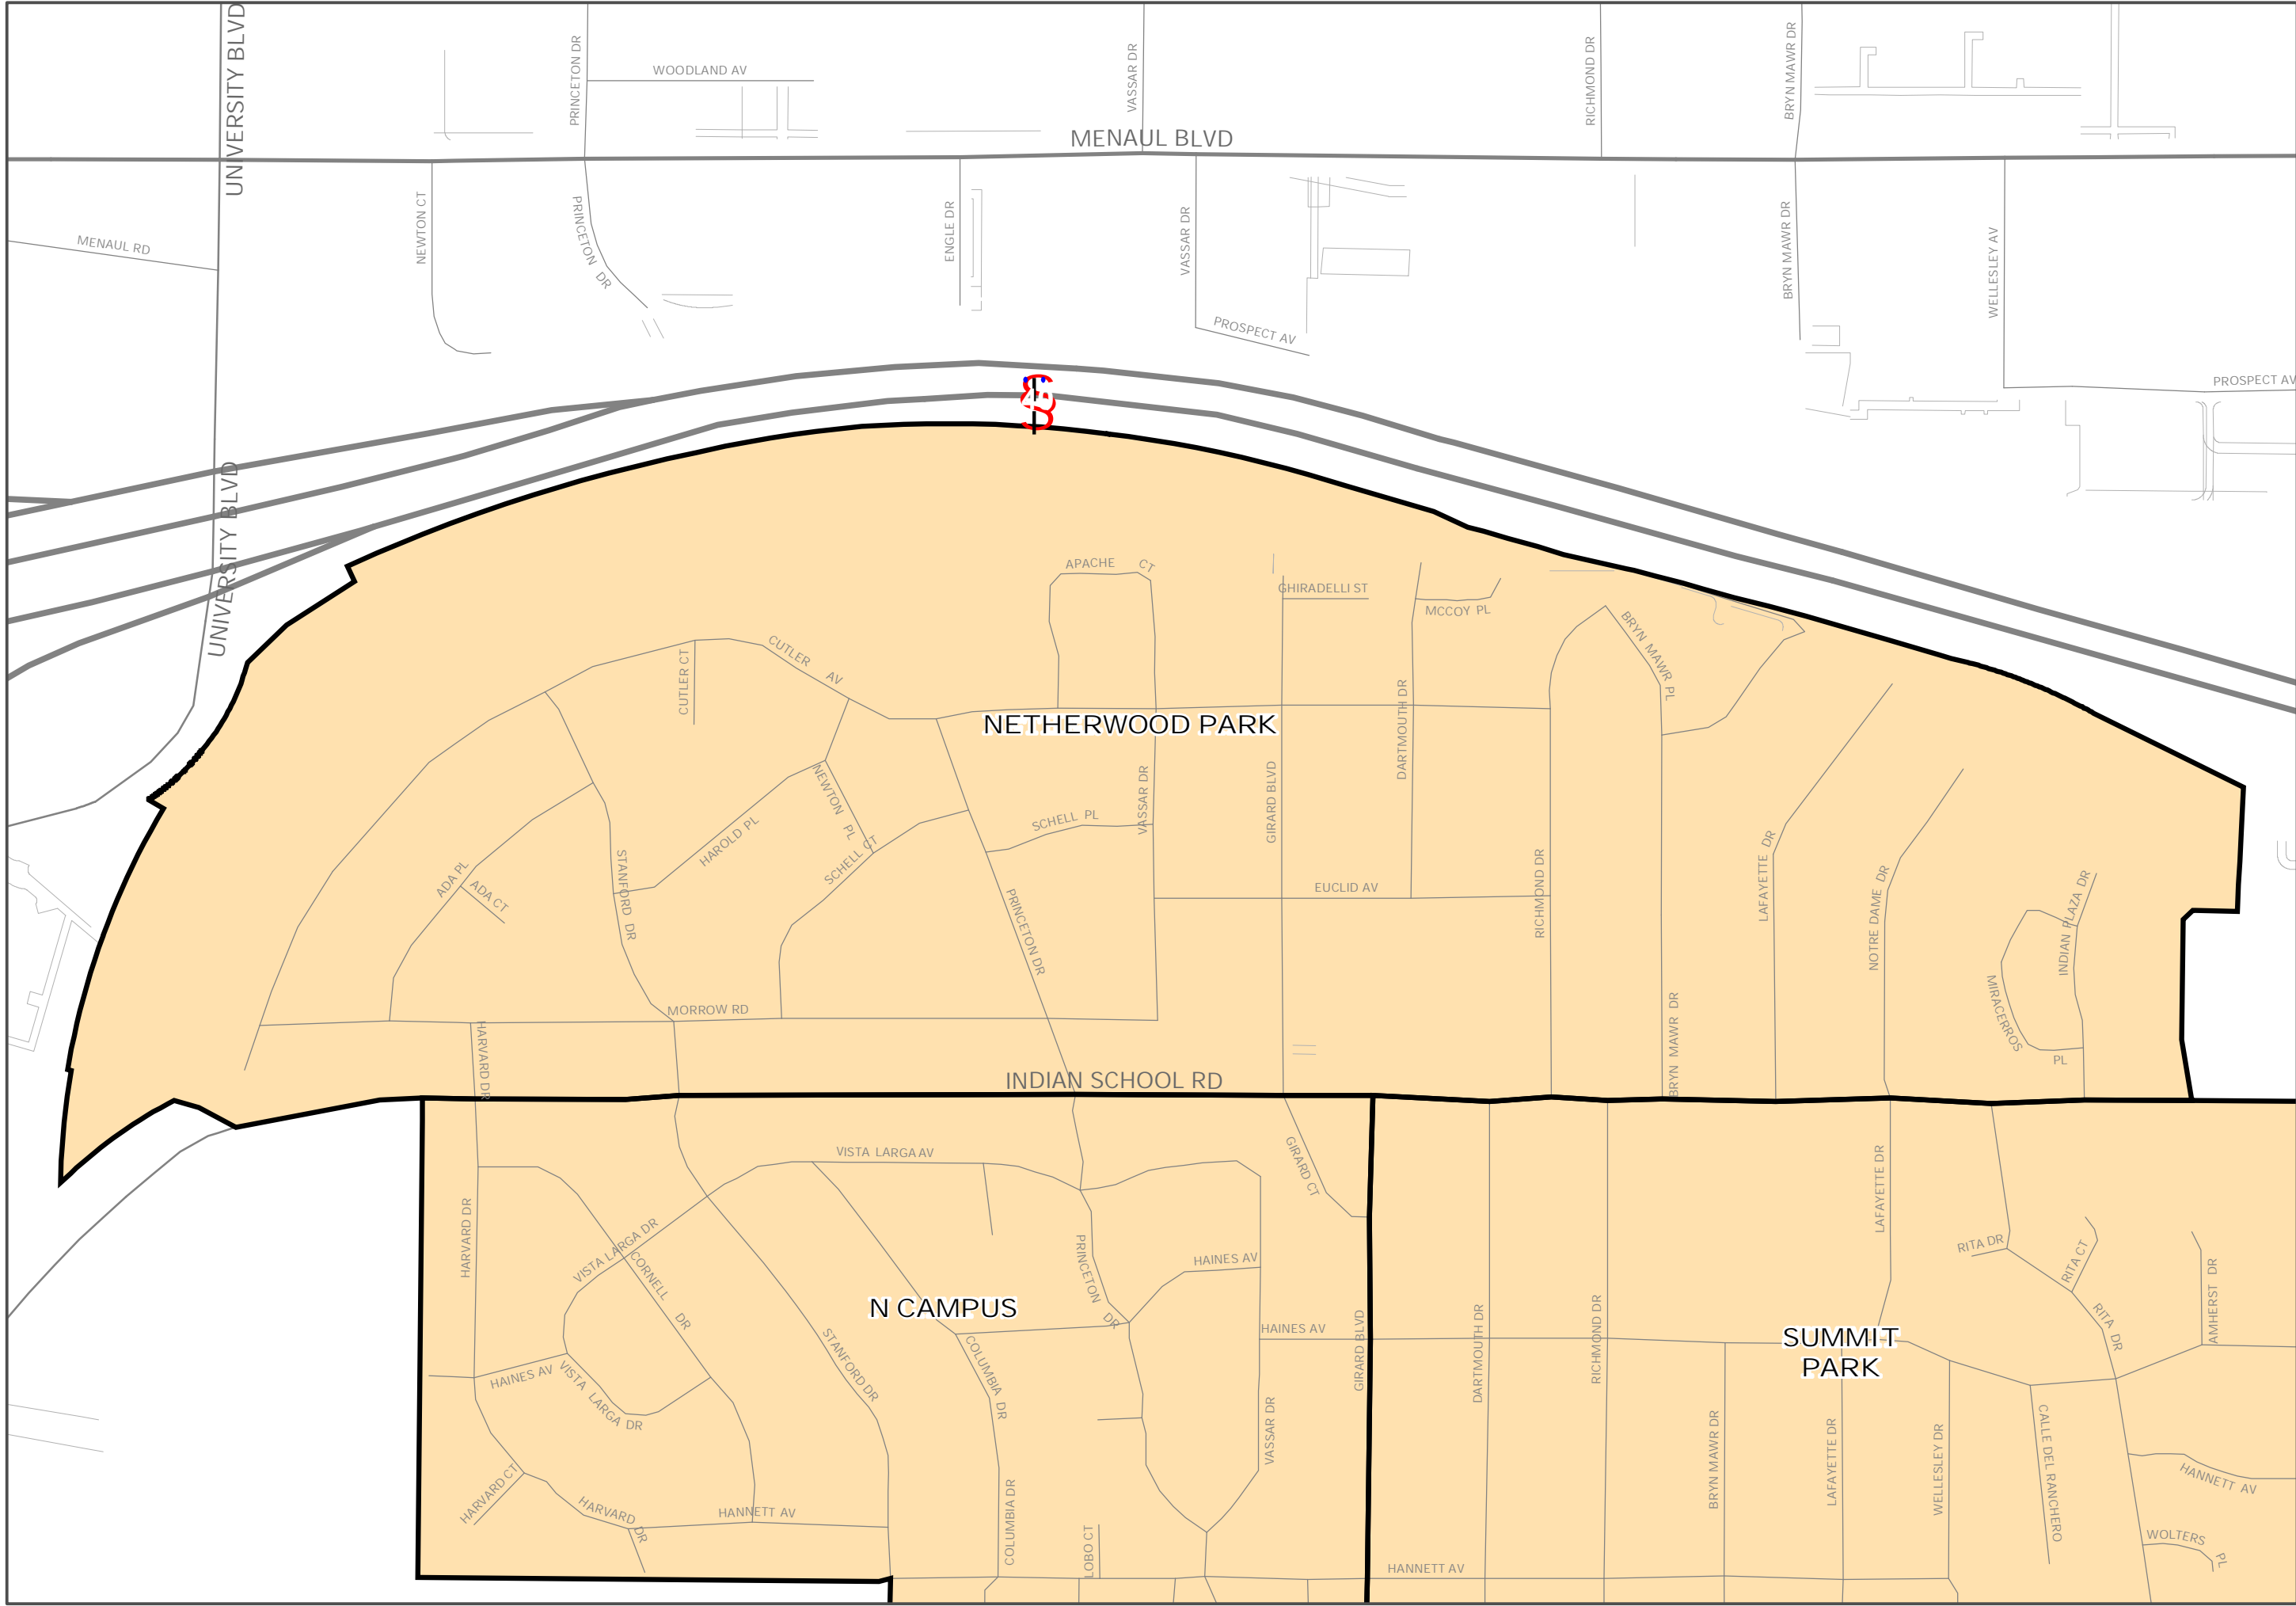 UNIVERSITY BLVD
PRINCETON DR
WOODLAND AV
VASSAR DR
RICHMOND DR
BRYN MAWR DR
MENAUL BLVD
MENAUL RD
NEWTON CT
PRINCETON DR
ENGLE DR
VASSAR DR
PROSPECT AV
BRYN MAWR DR
WELLESLEY AV
PROSPECT AV
UNIVERSITY BLVD
APACHE CT
GHIRADELLI ST
MCCOY PL
BRYN MAWR PL
CUTLER AV
CUTLER CT
DARTMOUTH DR
NETHERWOOD PARK
NEWTON PL
VASSAR DR
GIRARD BLVD
SCHELL PL
HAROLD PL
SCHELL CT
STANFORD DR
ADA PL
ADA CT
PRINCETON DR
EUCLID AV
RICHMOND DR
LAFAYETTE DR
NOTRE DAME DR
INDIAN PLAZA DR
MIRACERROS PL
MORROW RD
HARVARD DR
BRYN MAWR DR
INDIAN SCHOOL RD
VISTA LARGA AV
GIRARD CT
LAFAYETTE DR
HARVARD DR
VISTA LARGA DR
CORNELL DR
PRINCETON DR
HAINES AV
RITA DR
RITA CT
AMHERST DR
N CAMPUS
STANFORD DR
COLUMBIA DR
HAINES AV
GIRARD BLVD
DARTMOUTH DR
RICHMOND DR
SUMMIT
PARK
RITA DR
HAINES AV
VISTA LARGA DR
VASSAR DR
BRYN MAWR DR
LAFAYETTE DR
WELLESLEY DR
CALLE DEL RANCHERO
HANNETT AV
HARVARD CT
HARVARD DR
HANNETT AV
COLUMBIA DR
LOBO CT
HANNETT AV
WOLTERS PL